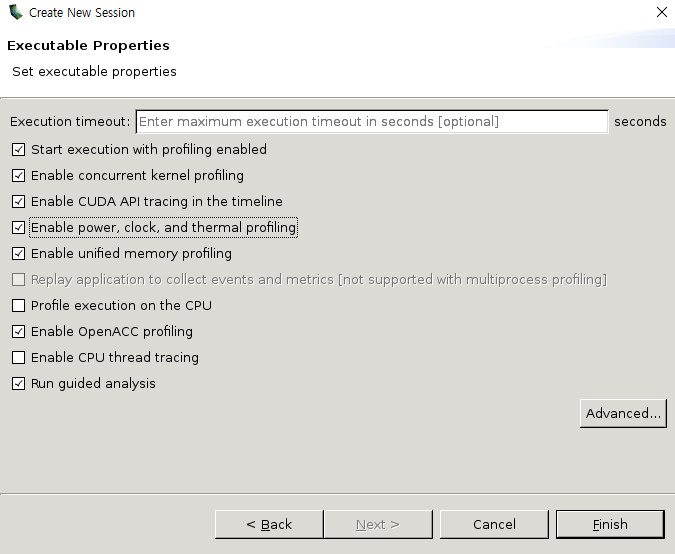 Create New Session
Executable Properties
Set executable properties
Execution timeout: Enter maximum execution timeout in seconds [optional] seconds
Start execution with profiling enabled
Enable concurrent kernel profiling
Enable CUDA API tracing in the timeline
Enable power, clock, and thermal profiling
Enable unified memory profiling
Replay application to collect events and metrics [not supported with multiprocess profiling]
Profile execution on the CPU
Enable OpenACC profiling
Enable CPU thread tracing
Run guided analysis
Advanced...
< Back Next > Cancel Finish